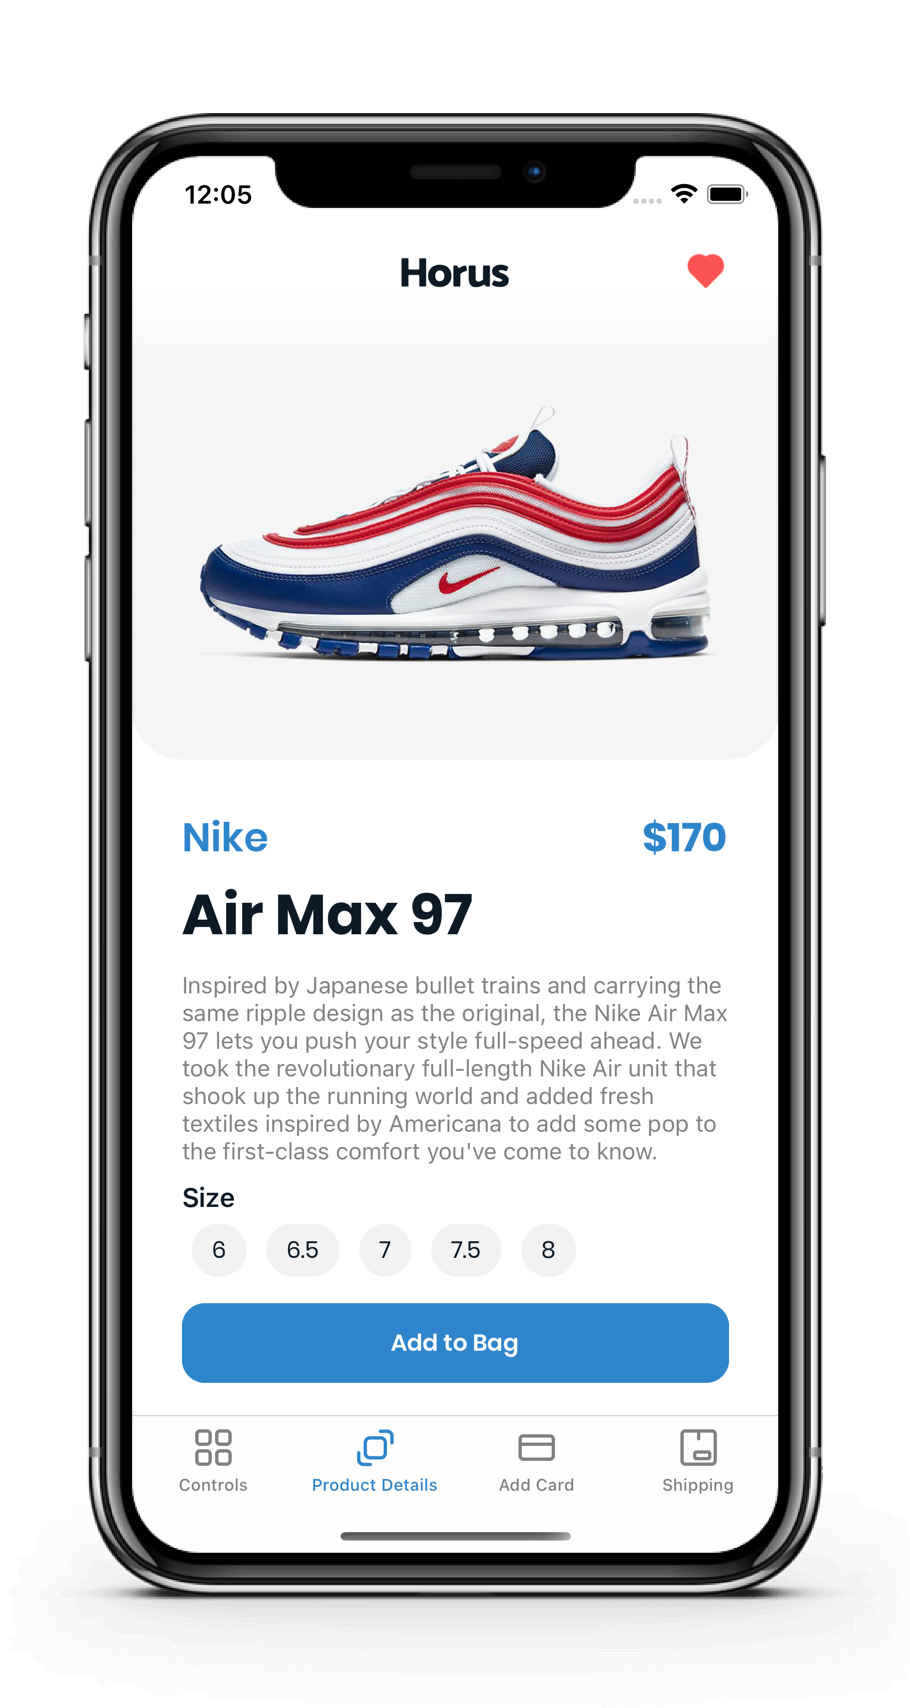 12:05
Horus
Nike
$170
Air Max 97
Inspired by Japanese bullet trains and carrying the
same ripple design as the original, the Nike Air Max
97 lets you push your style full-speed ahead. We
took the revolutionary full-length Nike Air unit that
shook up the running world and added fresh
textiles inspired by Americana to add some pop to
the first-class comfort you've come to know.
Size
6 6.5 7 7.5 8
Add to Bag
Controls Product Details Add Card Shipping